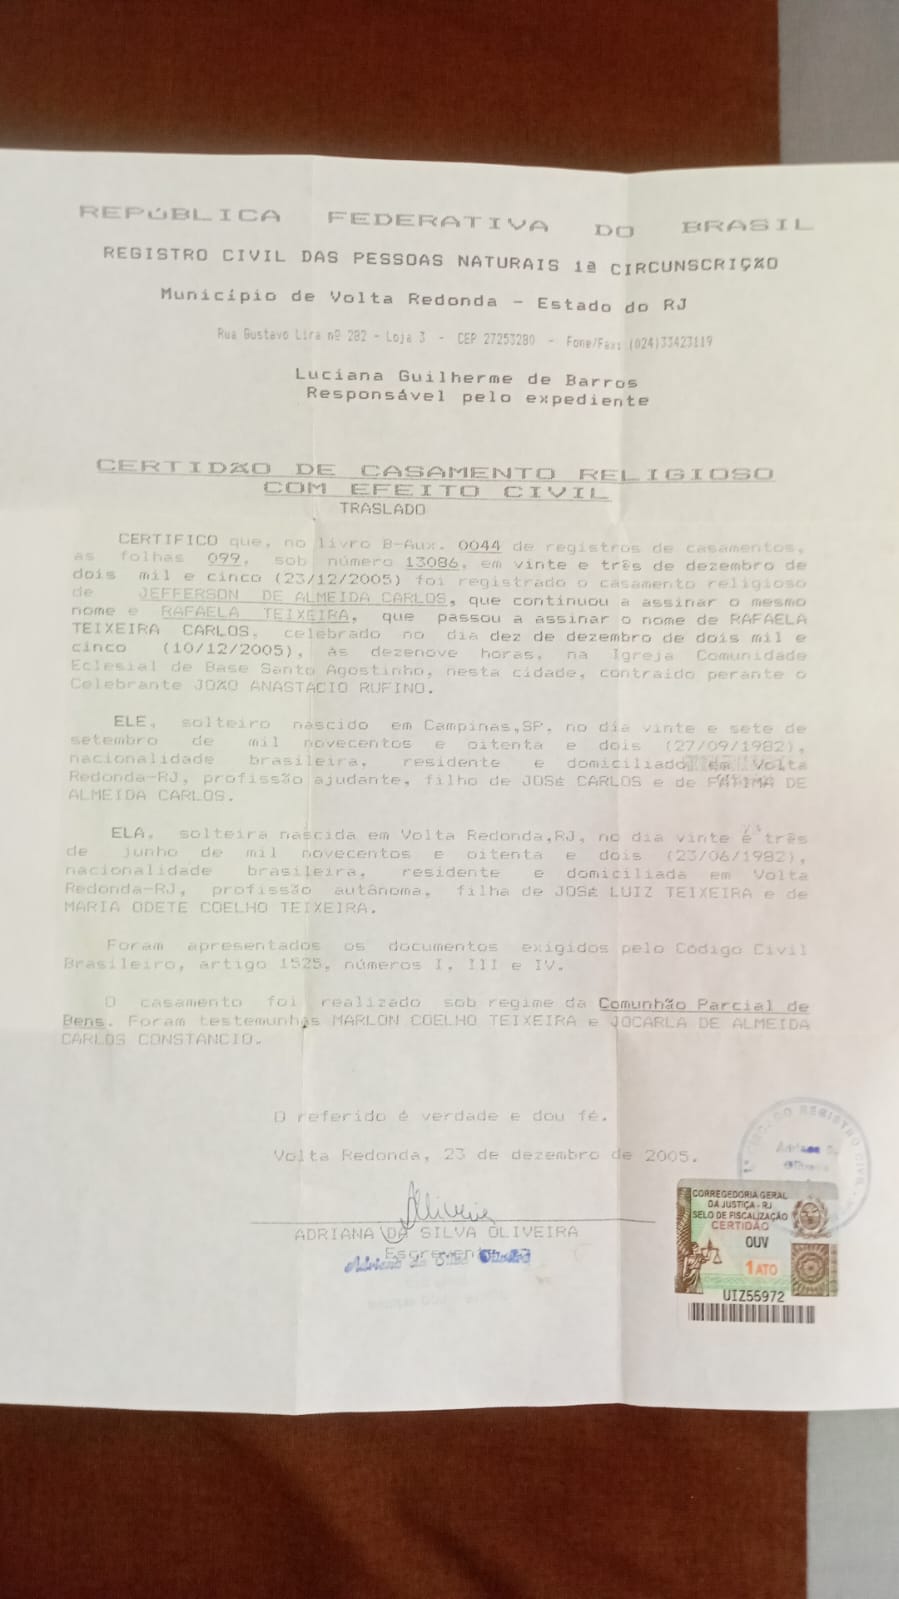 REPÚBLICA FEDERATIVA DO BRASIL
REGISTRO CIVIL DAS PESSOAS NATURAIS 1ª CIRCUNSCRIÇÃO
Município de Volta Redonda - Estado do RJ
Rua Gustavo Lira nº 282 - Loja 3 - CEP 27253280 - Fone/Fax: (024)33423119
Luciana Guilherme de Barros
Responsável pelo expediente
CERTIDÃO DE CASAMENTO RELIGIOSO
COM EFEITO CIVIL
TRASLADO
CERTIFICO que, no livro B-Aux. 0044 de registros de casamentos,
as folhas 099, sob número 13086, em vinte e três de dezembro de
dois mil e cinco (23/12/2005) foi registrado o casamento religioso
de JEFFERSON DE ALMEIDA CARLOS, que continuou a assinar o mesmo
nome e RAFAELA TEIXEIRA, que passou a assinar o nome de RAFAELA
TEIXEIRA CARLOS, celebrado no dia dez de dezembro de dois mil e
cinco (10/12/2005), às dezenove horas, na Igreja Comunidade
Eclesial de Base Santo Agostinho, nesta cidade, contraido perante o
Celebrante JOÃO ANASTACIO RUFINO.
ELE, solteiro nascido em Campinas,SP, no dia vinte e sete de
setembro de mil novecentos e oitenta e dois (27/09/1982),
nacionalidade brasileira, residente e domiciliado em Volta
Redonda-RJ, profissão ajudante, filho de JOSÉ CARLOS e de FÁTIMA DE
ALMEIDA CARLOS.
ELA, solteira nascida em Volta Redonda,RJ, no dia vinte e três
de junho de mil novecentos e oitenta e dois (23/06/1982),
nacionalidade brasileira, residente e domiciliada em Volta
Redonda-RJ, profissão autônoma, filha de JOSÉ LUIZ TEIXEIRA e de
MARIA ODETE COELHO TEIXEIRA.
Foram apresentados os documentos exigidos pelo Código Civil
Brasileiro, artigo 1525, números I, III e IV.
O casamento foi realizado sob regime da Comunhão Parcial de
Bens. Foram testemunhas MARLON COELHO TEIXEIRA e JOCARLA DE ALMEIDA
CARLOS CONSTANCIO.
O referido é verdade e dou fé.
Volta Redonda, 23 de dezembro de 2005.
AOliveira
ADRIANA DA SILVA OLIVEIRA
Escrevente
Adriana da Silva Oliveira
REGISTRO CIVIL
CORREGEDORIA GERAL
DA JUSTIÇA - RJ
SELO DE FISCALIZAÇÃO
CERTIDÃO
OUV
1 ATO
UIZ55972